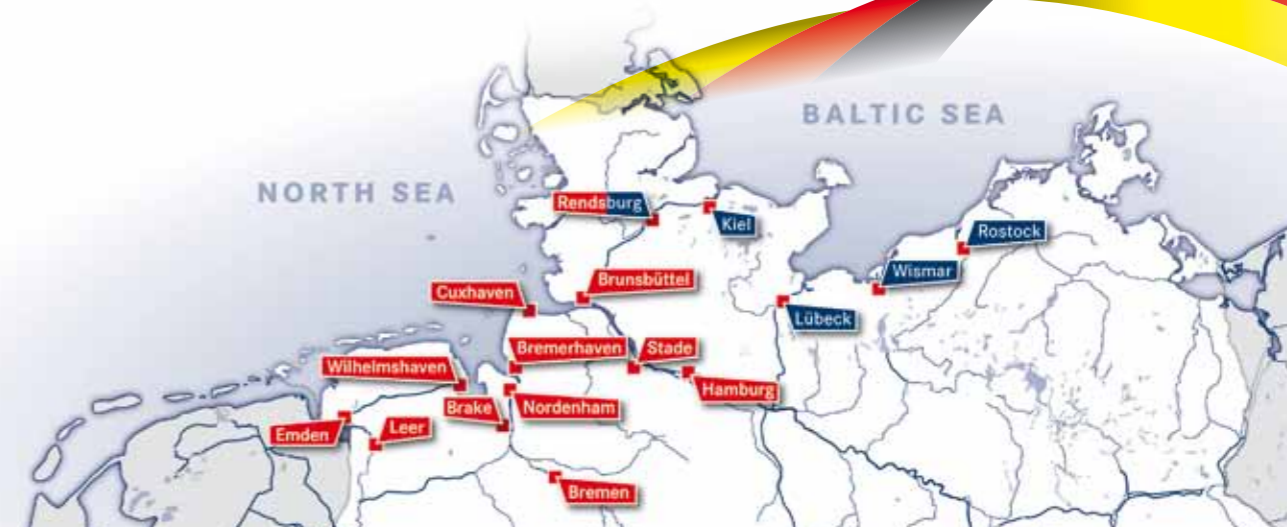 BALTIC SEA
NORTH SEA
Rendsburg
Kiel
Rostock
Wismar
Brunsbüttel
Cuxhaven
Lübeck
Bremerhaven
Stade
Wilhelmshaven
Hamburg
Brake
Nordenham
Emden
Leer
Bremen